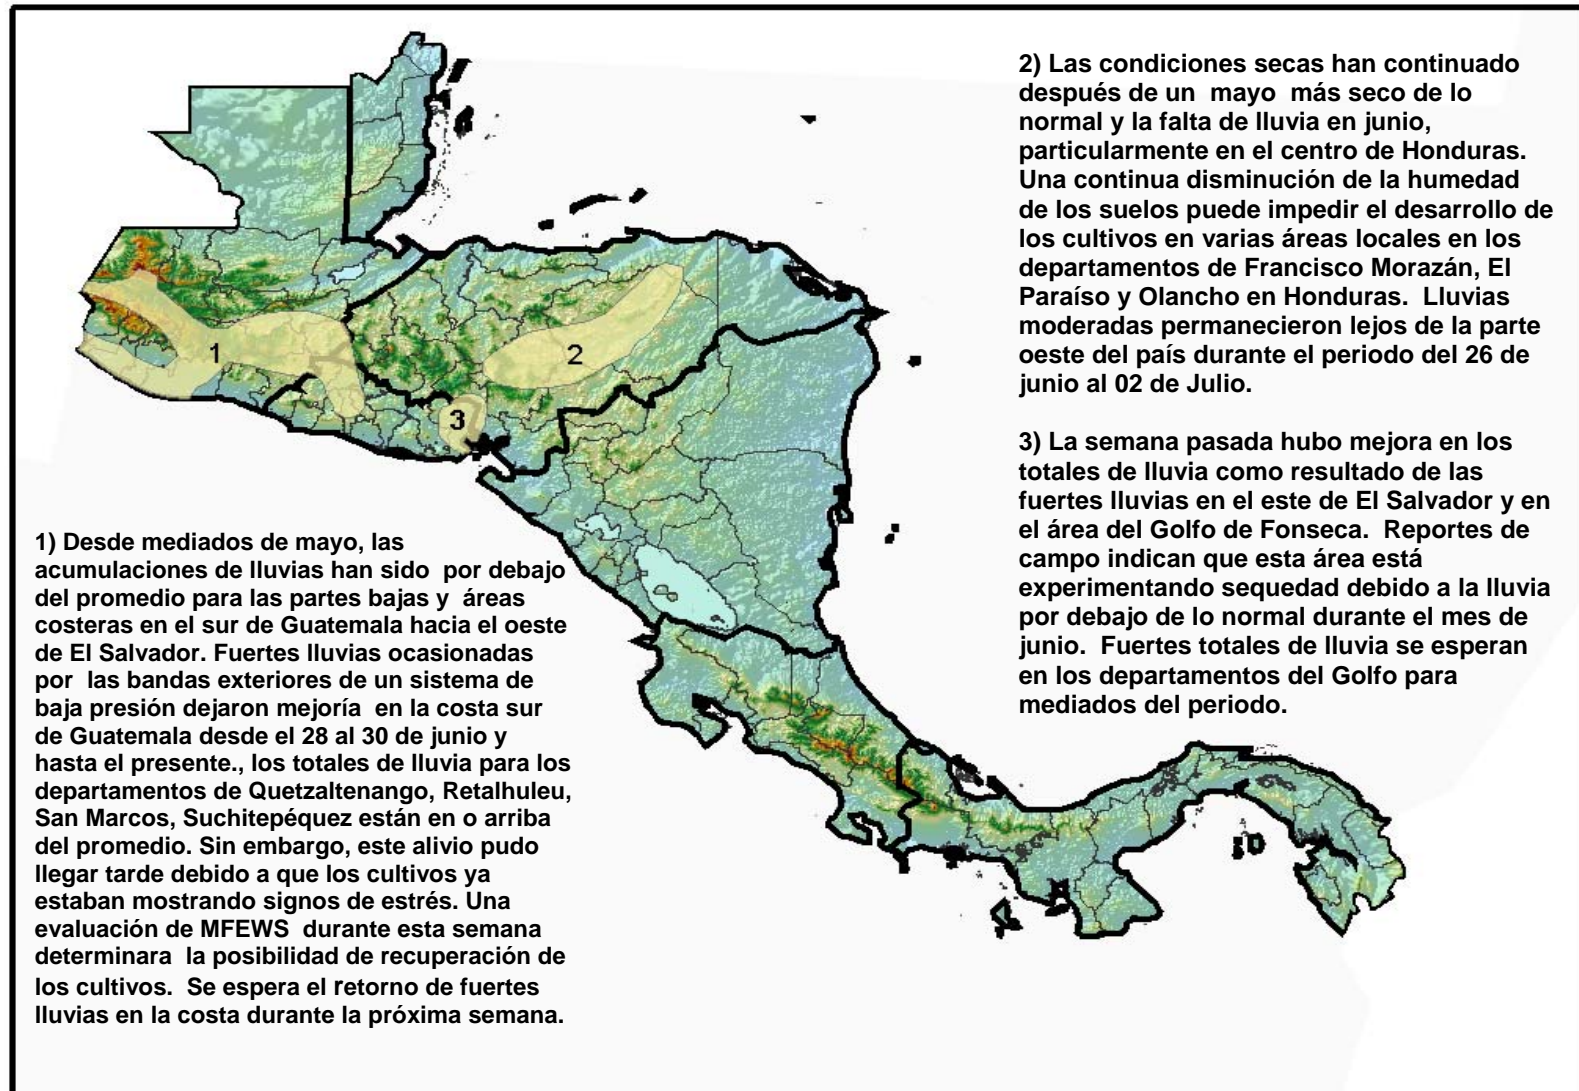 2) Las condiciones secas han continuado
después de un  mayo  más seco de lo
normal y la falta de lluvia en junio,
particularmente en el centro de Honduras.
Una continua disminución de la humedad
de los suelos puede impedir el desarrollo de
los cultivos en varias áreas locales en los
departamentos de Francisco Morazán, El
Paraíso y Olancho en Honduras.  Lluvias
moderadas permanecieron lejos de la parte
oeste del país durante el periodo del 26 de
junio al 02 de Julio.
3) La semana pasada hubo mejora en los
totales de lluvia como resultado de las
fuertes lluvias en el este de El Salvador y en
el área del Golfo de Fonseca.  Reportes de
campo indican que esta área está
experimentando sequedad debido a la lluvia
por debajo de lo normal durante el mes de
junio.  Fuertes totales de lluvia se esperan
en los departamentos del Golfo para
mediados del periodo.
1
2
3
1) Desde mediados de mayo, las
acumulaciones de lluvias han sido  por debajo
del promedio para las partes bajas y  áreas
costeras en el sur de Guatemala hacia el oeste
de El Salvador. Fuertes lluvias ocasionadas
por  las bandas exteriores de un sistema de
baja presión dejaron mejoría  en la costa sur
de Guatemala desde el 28 al 30 de junio y
hasta el presente., los totales de lluvia para los
departamentos de Quetzaltenango, Retalhuleu,
San Marcos, Suchitepéquez están en o arriba
del promedio. Sin embargo, este alivio pudo
llegar tarde debido a que los cultivos ya
estaban mostrando signos de estrés. Una
evaluación de MFEWS  durante esta semana
determinara  la posibilidad de recuperación de
los cultivos.  Se espera el retorno de fuertes
lluvias en la costa durante la próxima semana.